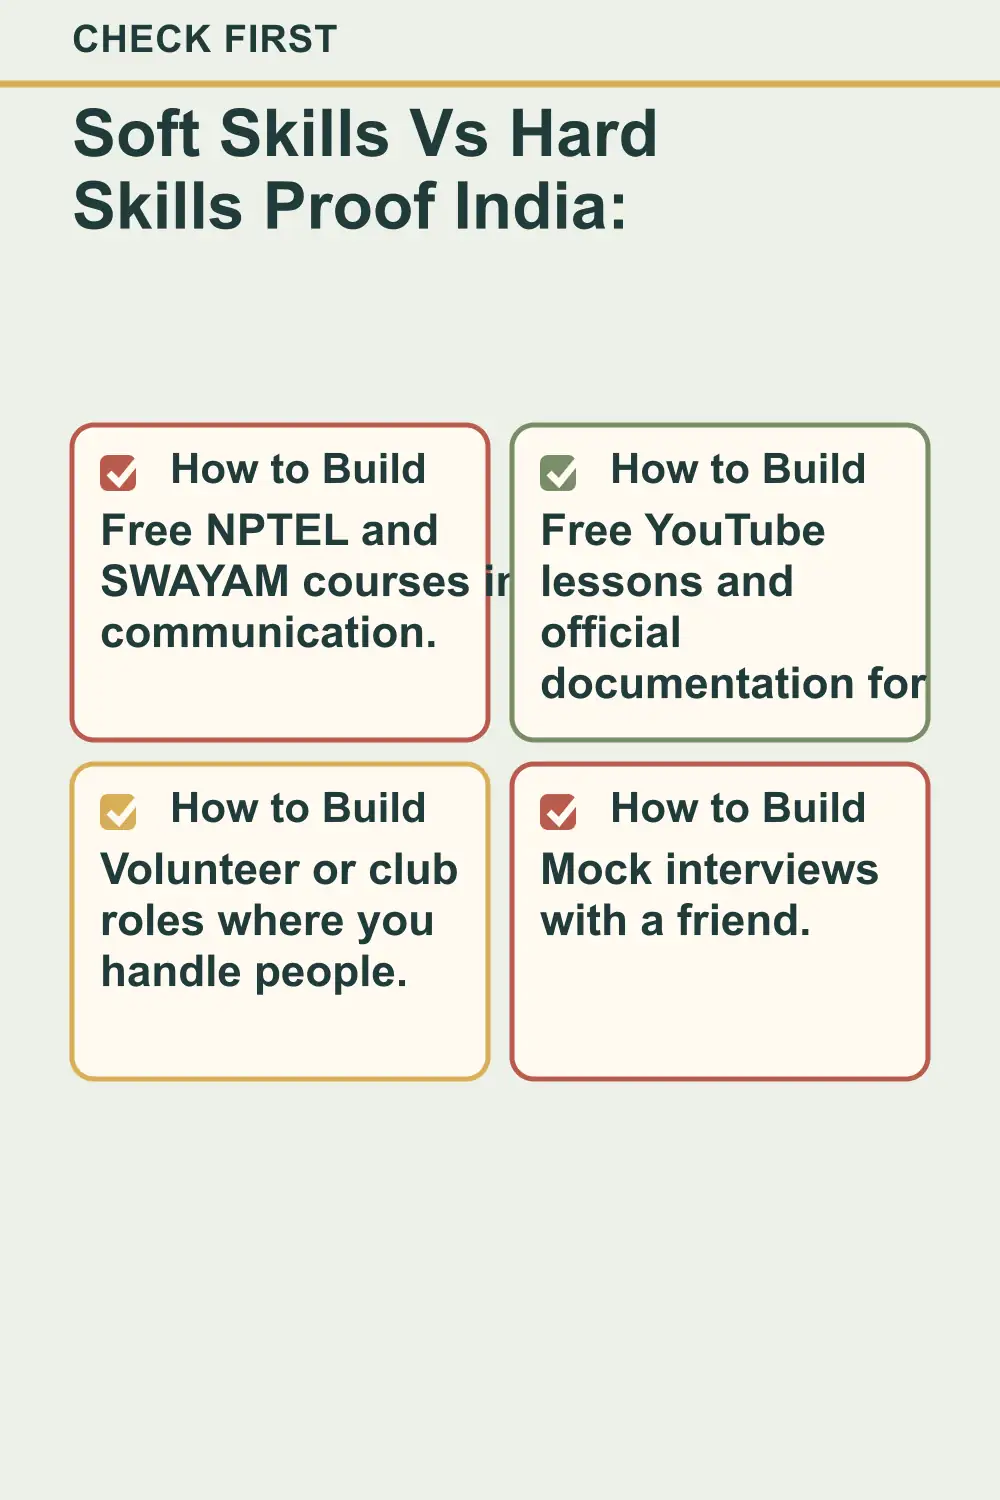 CHECK FIRST
Soft Skills Vs Hard
Skills Proof India:
How to Build
Free NPTEL and
SWAYAM courses in
communication.
How to Build
Free YouTube
lessons and
official
documentation for
How to Build
Volunteer or club
roles where you
handle people.
How to Build
Mock interviews
with a friend.